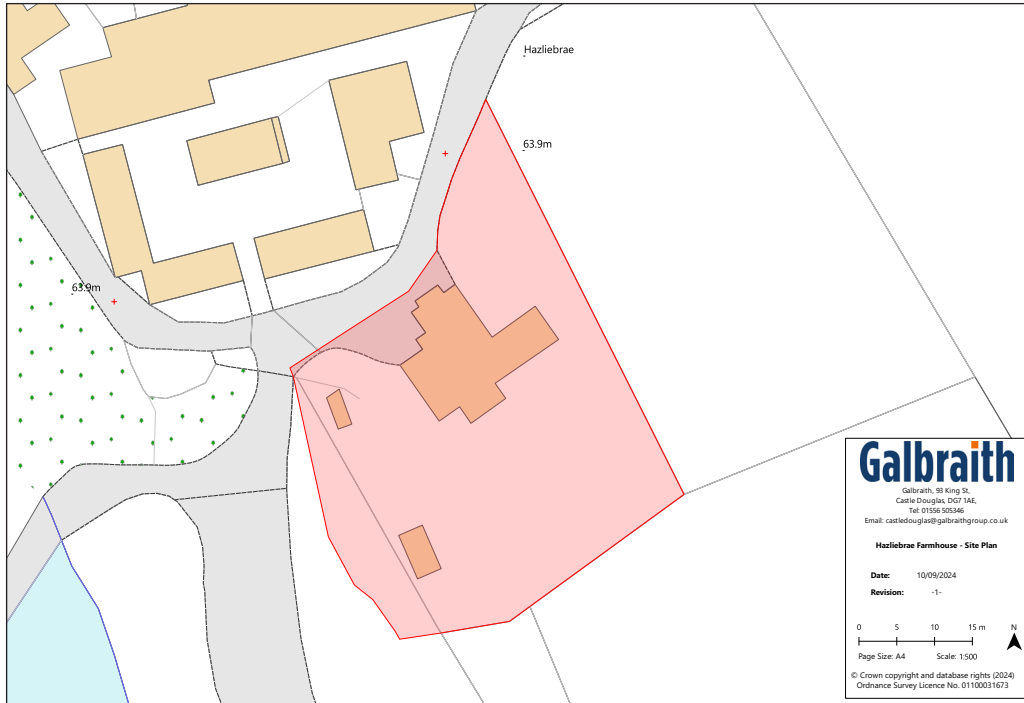 Hazliebrae
63.9m
63.9m
Galbraith
Galbraith, 93 King St,
Castle Douglas, DG7 1AE,
Tel: 01556 505346
Email: castledouglas@galbraithgroup.co.uk
Hazliebrae Farmhouse - Site Plan
Date: 10/09/2024
Revision: -1-
0 5 10 15 m N
Page Size: A4 Scale: 1:500
© Crown copyright and database rights (2024)
Ordnance Survey Licence No. 01100031673